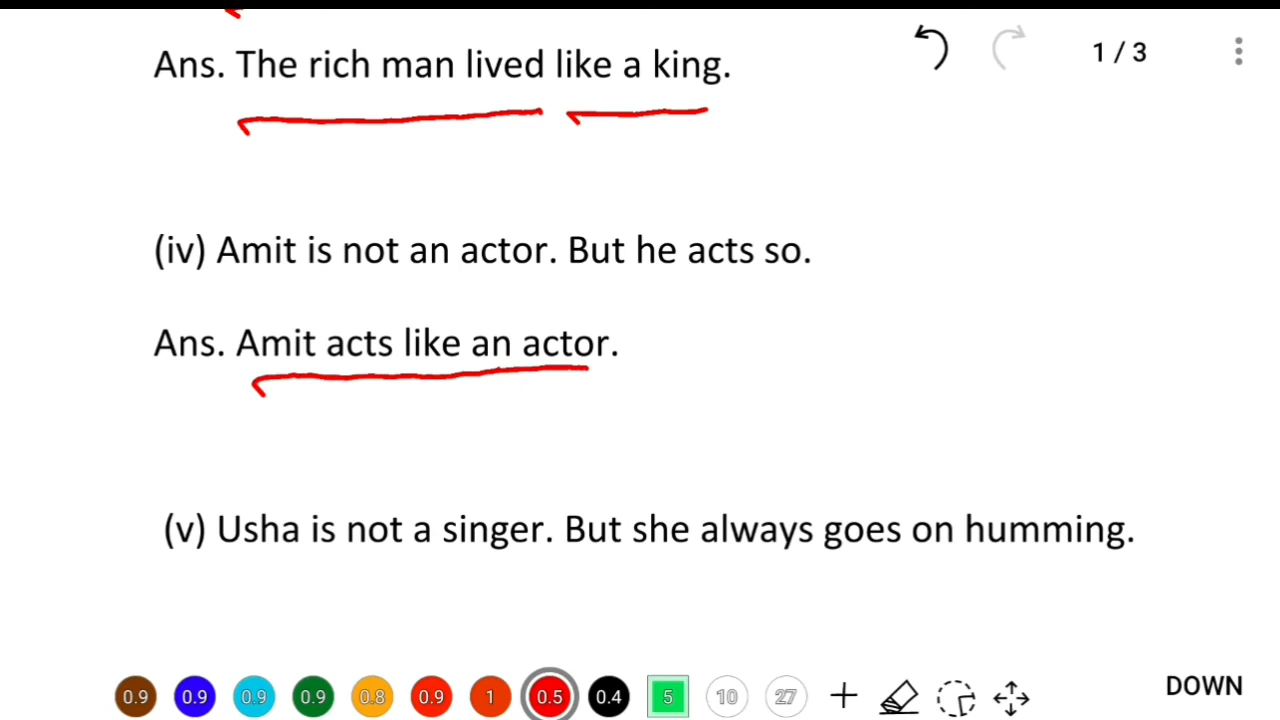 Ans. The rich man lived like a king.
1 / 3
(iv) Amit is not an actor. But he acts so.
Ans. Amit acts like an actor.
(v) Usha is not a singer. But she always goes on humming.
0.9 0.9 0.9 0.9 0.8 0.9 1 0.5 0.4 5 10 27
DOWN